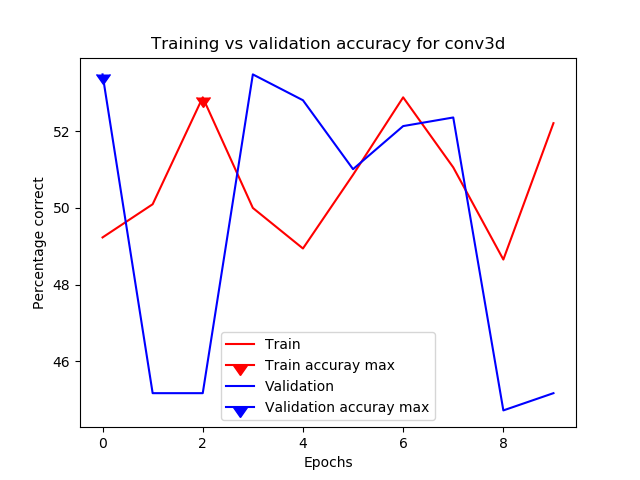 Training vs validation accuracy for conv3d
Percentage correct
52
50
48
46
Train
Train accuray max
Validation
Validation accuray max
0
2
4
6
8
Epochs